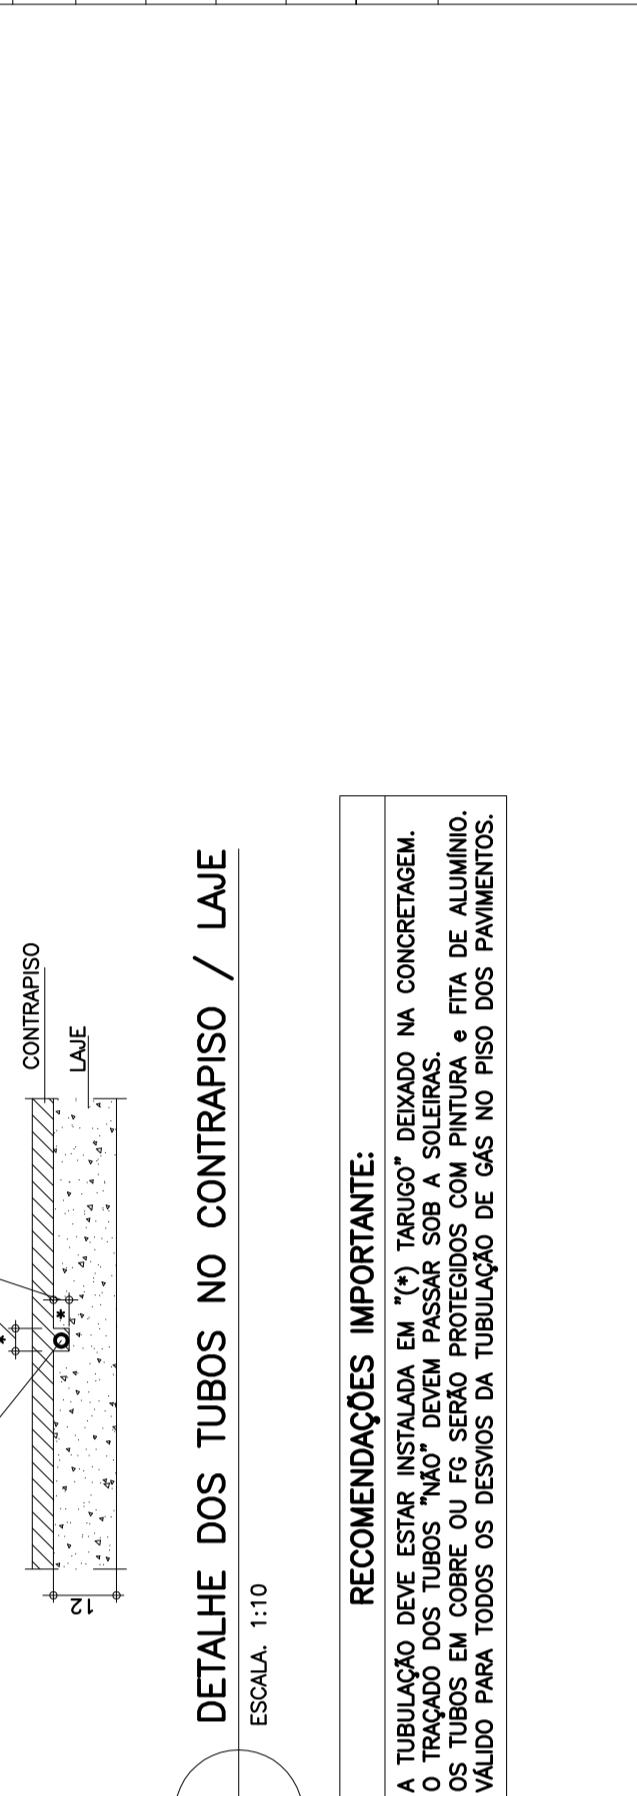 CONTRAPISO
LAJE
*
*
12
DETALHE DOS TUBOS NO CONTRAPISO / LAJE
ESCALA. 1:10
RECOMENDAÇÕES IMPORTANTE:
A TUBULAÇÃO DEVE ESTAR INSTALADA EM "(*) TARUGO" DEIXADO NA CONCRETAGEM.
O TRAÇADO DOS TUBOS "NÃO" DEVEM PASSAR SOB A SOLEIRAS.
OS TUBOS EM COBRE OU FG SERÃO PROTEGIDOS COM PINTURA e FITA DE ALUMÍNIO.
VÁLIDO PARA TODOS OS DESVIOS DA TUBULAÇÃO DE GÁS NO PISO DOS PAVIMENTOS.